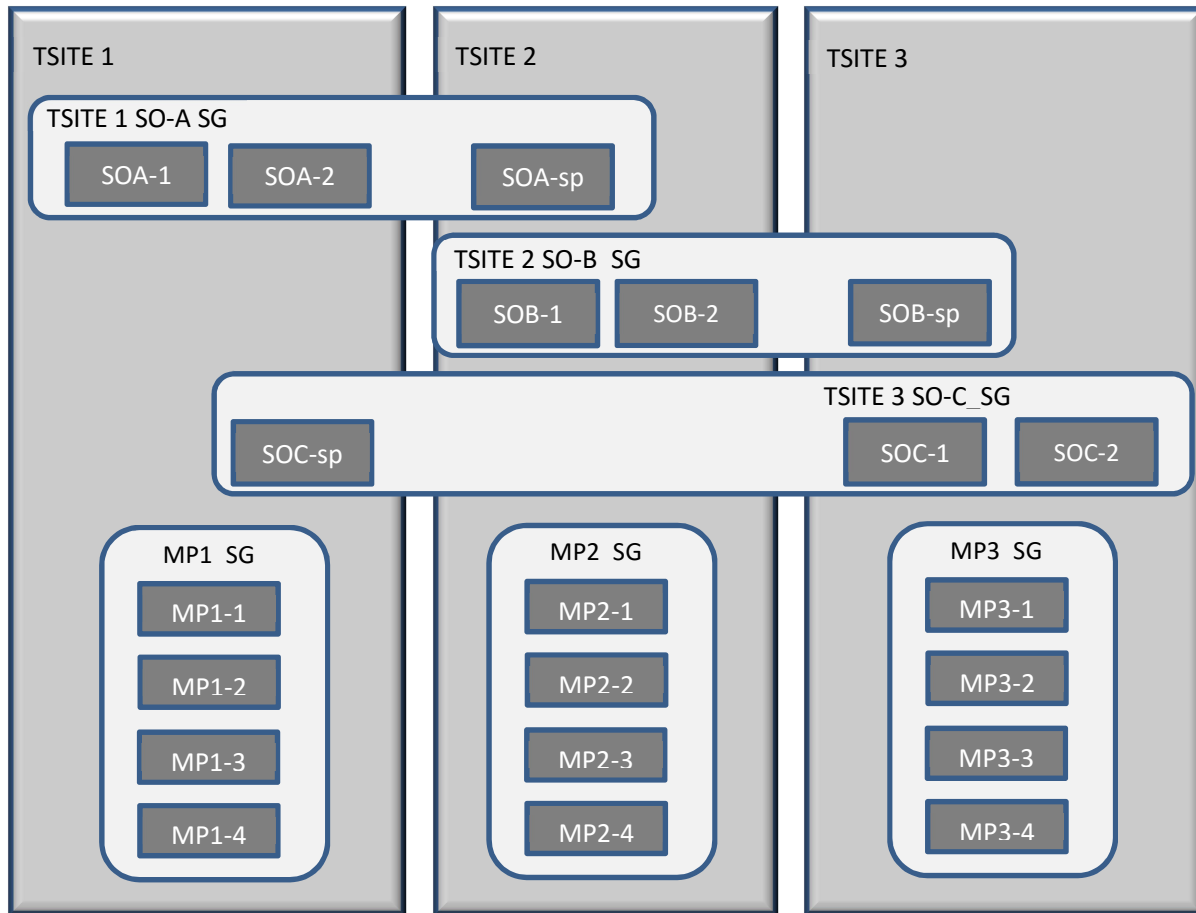 TSITE 1
TSITE 2
TSITE 3
TSITE 1 SO-A SG
SOA-1
SOA-2
SOA-sp
TSITE 2 SO-B SG
SOB-1
SOB-2
SOB-sp
TSITE 3 SO-C_SG
SOC-sp
SOC-1
SOC-2
MP1 SG
MP1-1
MP1-2
MP1-3
MP1-4
MP2 SG
MP2-1
MP2-2
MP2-3
MP2-4
MP3 SG
MP3-1
MP3-2
MP3-3
MP3-4